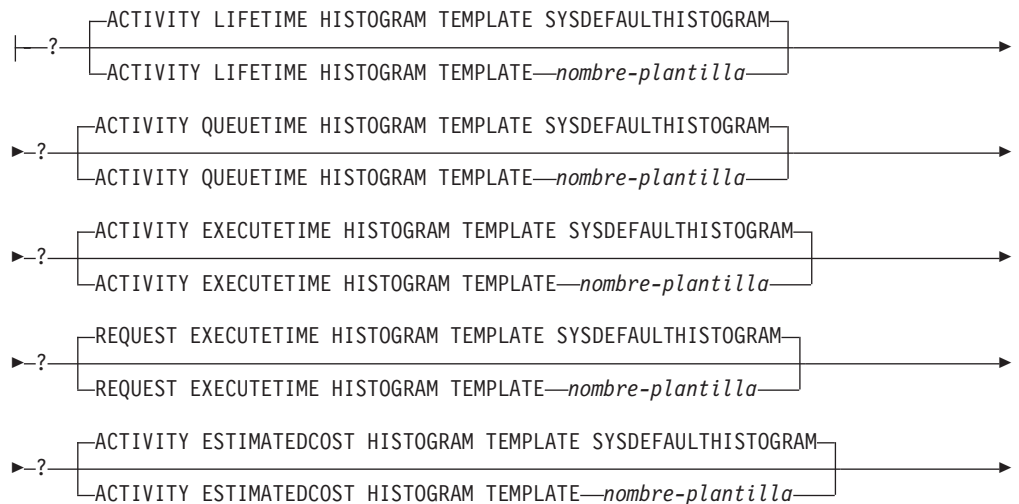 ACTIVITY LIFETIME HISTOGRAM TEMPLATE SYSDEFAULTHISTOGRAM
?
ACTIVITY LIFETIME HISTOGRAM TEMPLATE nombre-plantilla
ACTIVITY QUEUETIME HISTOGRAM TEMPLATE SYSDEFAULTHISTOGRAM
?
ACTIVITY QUEUETIME HISTOGRAM TEMPLATE nombre-plantilla
ACTIVITY EXECUTETIME HISTOGRAM TEMPLATE SYSDEFAULTHISTOGRAM
?
ACTIVITY EXECUTETIME HISTOGRAM TEMPLATE nombre-plantilla
REQUEST EXECUTETIME HISTOGRAM TEMPLATE SYSDEFAULTHISTOGRAM
?
REQUEST EXECUTETIME HISTOGRAM TEMPLATE nombre-plantilla
ACTIVITY ESTIMATEDCOST HISTOGRAM TEMPLATE SYSDEFAULTHISTOGRAM
?
ACTIVITY ESTIMATEDCOST HISTOGRAM TEMPLATE nombre-plantilla